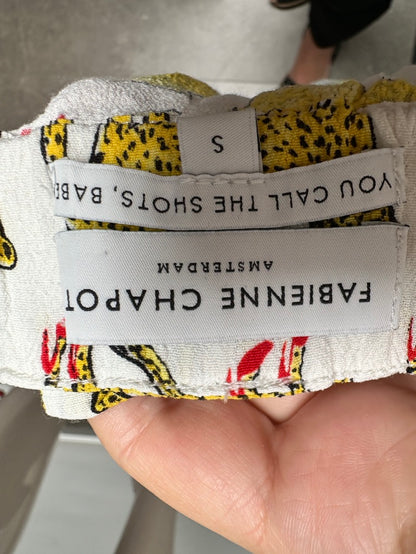 FABIENNE CHAPOT
AMSTERDAM
YOU CALL THE SHOTS, BABE
S